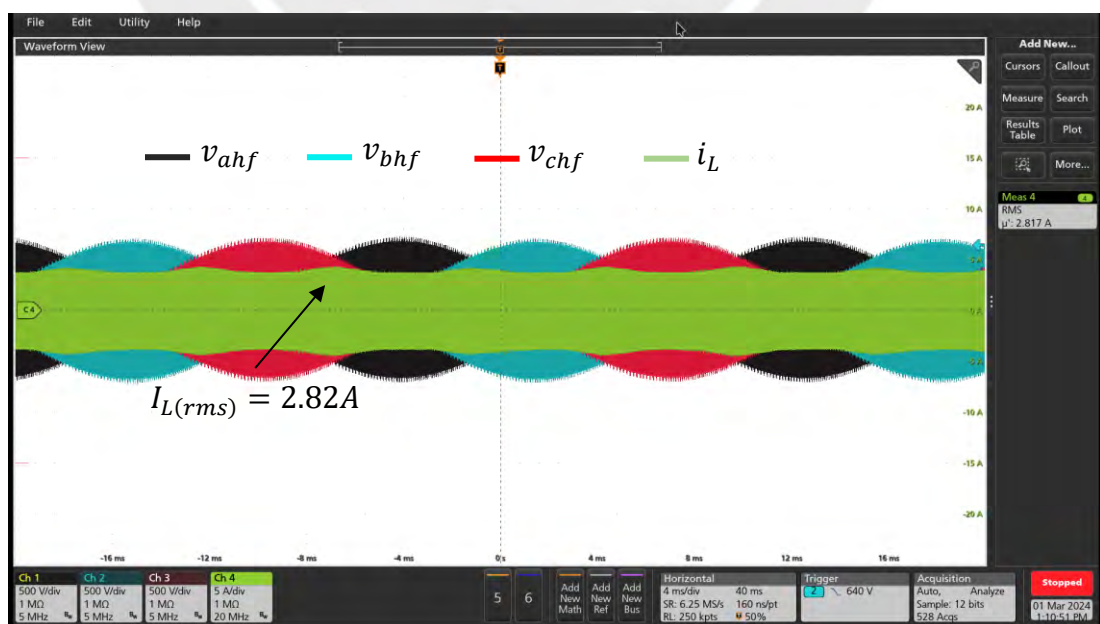 File Edit Utility Help
Waveform View
Add New...
Cursors Callout
Measure Search
Results Table Plot
More...
Meas 4 4
RMS
µ': 2.817 A
T
20 A
15 A
10 A
-10 A
-15 A
-20 A
v_ahf v_bhf v_chf i_L
C4
I_L(rms) = 2.82A
-16 ms -12 ms -8 ms -4 ms 0 s 4 ms 8 ms 12 ms 16 ms
Ch 1 Ch 2 Ch 3 Ch 4
500 V/div 500 V/div 500 V/div 5 A/div
1 MΩ 1 MΩ 1 MΩ 1 MΩ
5 MHz 5 MHz 5 MHz 20 MHz
5 6
Add New Math
Add New Ref
Add New Bus
Horizontal
4 ms/div 40 ms
SR: 6.25 MS/s 160 ns/pt
RL: 250 kpts 50%
Trigger
2 640 V
Acquisition
Auto, Analyze
Sample: 12 bits
528 Acqs
Stopped
01 Mar 2024
1:10:51 PM